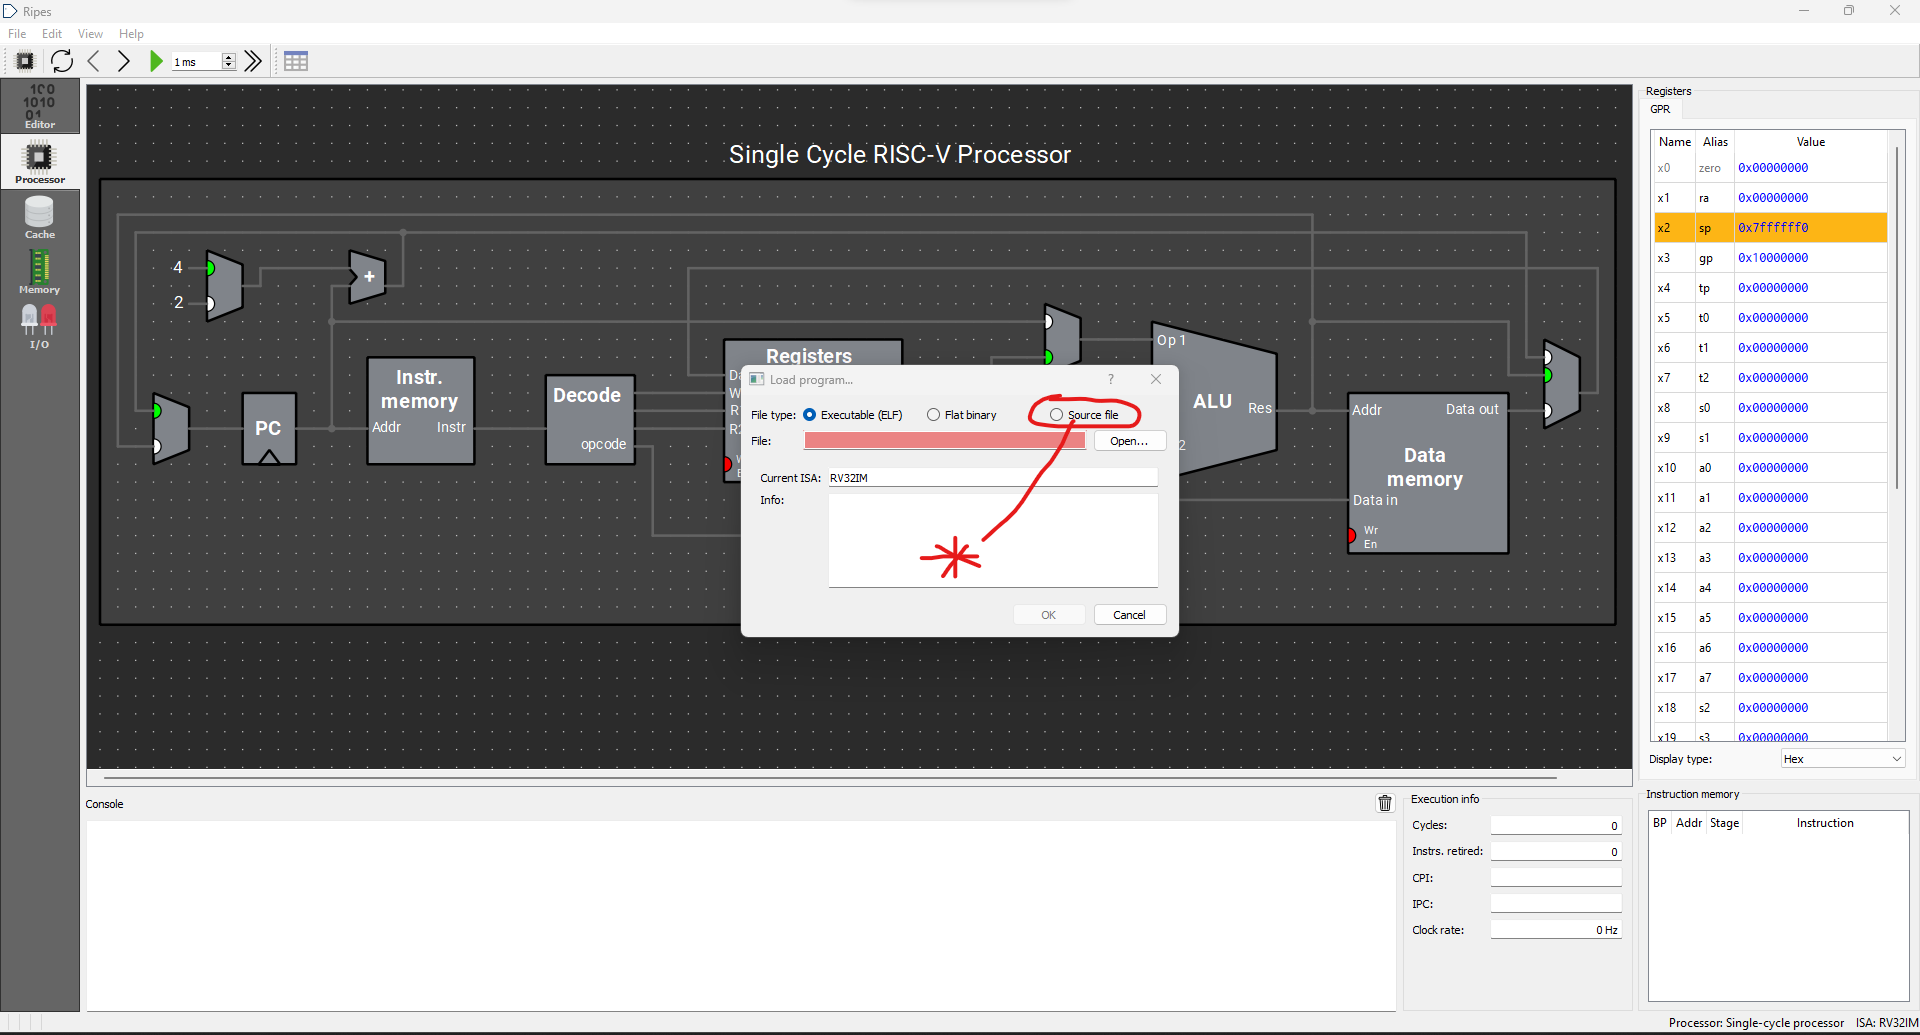 Ripes
File Edit View Help
1 ms
Editor
Processor
Cache
Memory
I/O
Single Cycle RISC-V Processor
4
2
+
PC
Instr.
memory
Addr Instr
Decode
opcode
Registers
Op 1
ALU
Res
2
Addr Data out
Data
memory
Data in
Wr
En
Load program...
?
File type: Executable (ELF) Flat binary Source file
File: Open...
Current ISA: RV32IM
Info:
OK Cancel
Registers
GPR
Name Alias Value
x0 zero 0x00000000
x1 ra 0x00000000
x2 sp 0x7ffffff0
x3 gp 0x10000000
x4 tp 0x00000000
x5 t0 0x00000000
x6 t1 0x00000000
x7 t2 0x00000000
x8 s0 0x00000000
x9 s1 0x00000000
x10 a0 0x00000000
x11 a1 0x00000000
x12 a2 0x00000000
x13 a3 0x00000000
x14 a4 0x00000000
x15 a5 0x00000000
x16 a6 0x00000000
x17 a7 0x00000000
x18 s2 0x00000000
x19 s3 0x00000000
Display type: Hex
Console
Execution info
Cycles: 0
Instrs. retired: 0
CPI:
IPC:
Clock rate: 0 Hz
Instruction memory
BP Addr Stage Instruction
Processor: Single-cycle processor ISA: RV32IM